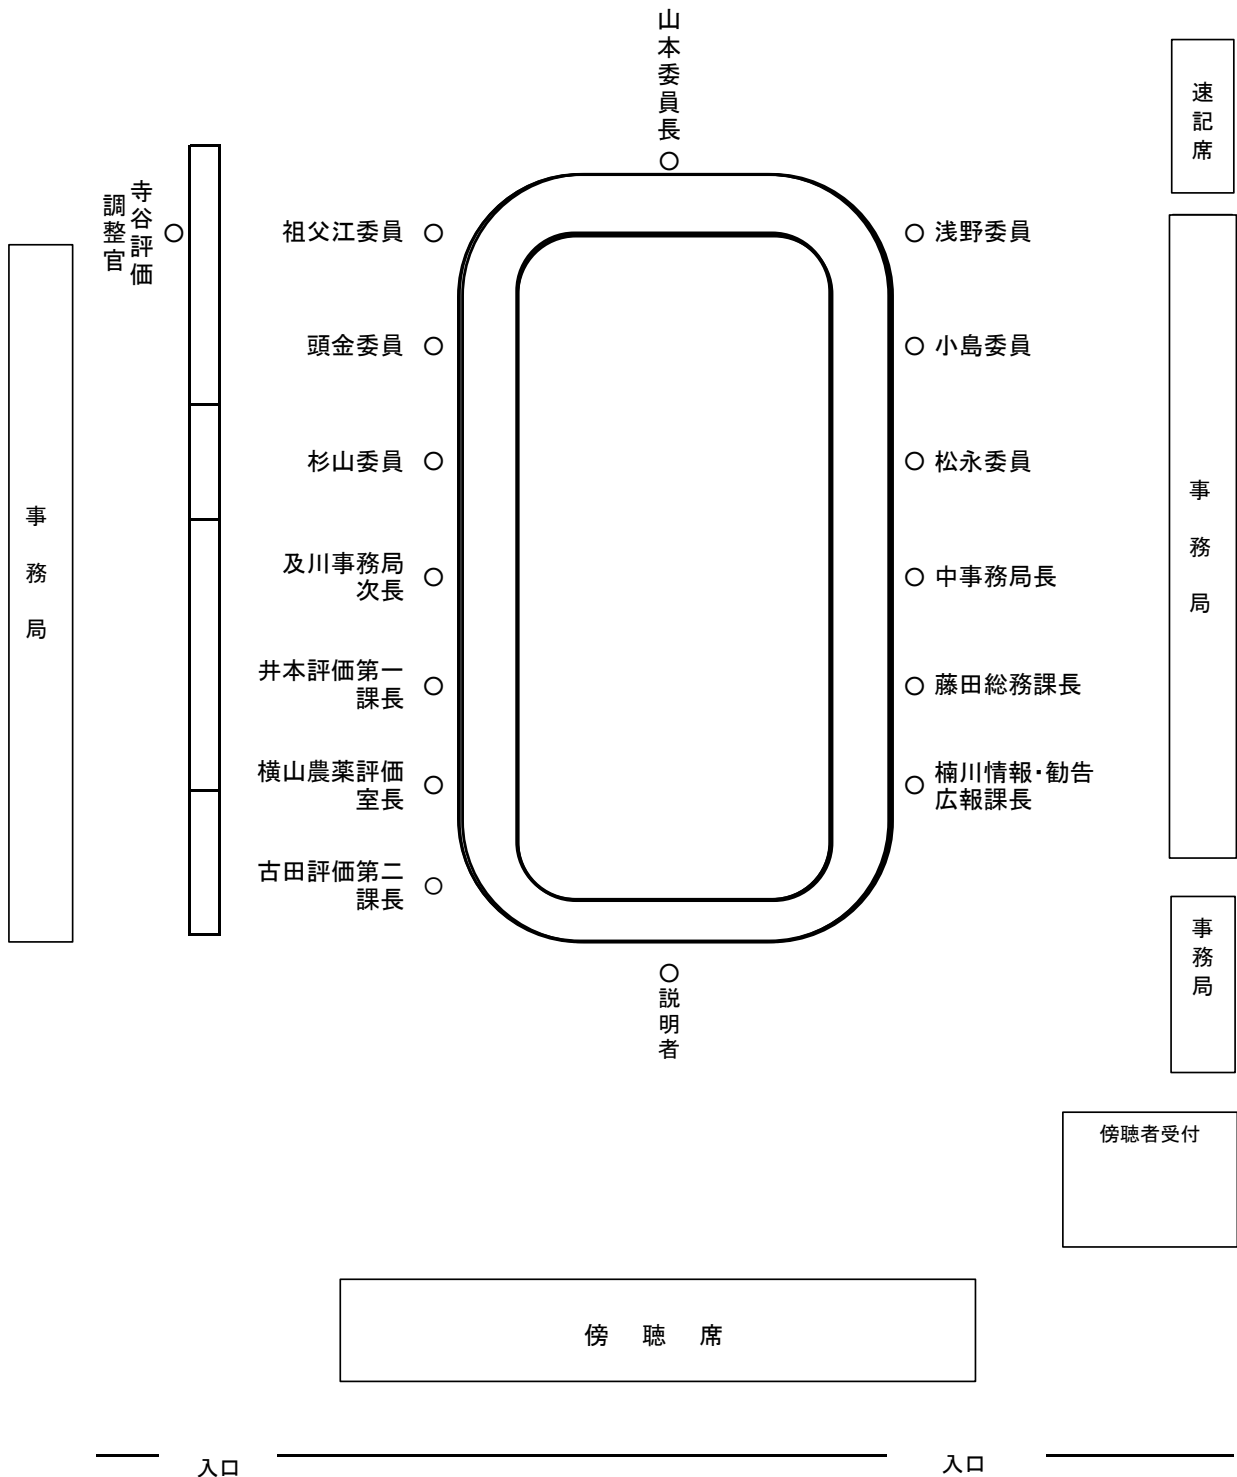 山本委員長
速記席
寺谷評価
調整官
祖父江委員
浅野委員
頭金委員
小島委員
杉山委員
松永委員
事務局
事務局
及川事務局
次長
中事務局長
井本評価第一
課長
藤田総務課長
横山農薬評価
室長
楠川情報・勧告
広報課長
古田評価第二
課長
事務局
説明者
傍聴者受付
傍聴席
入口
入口